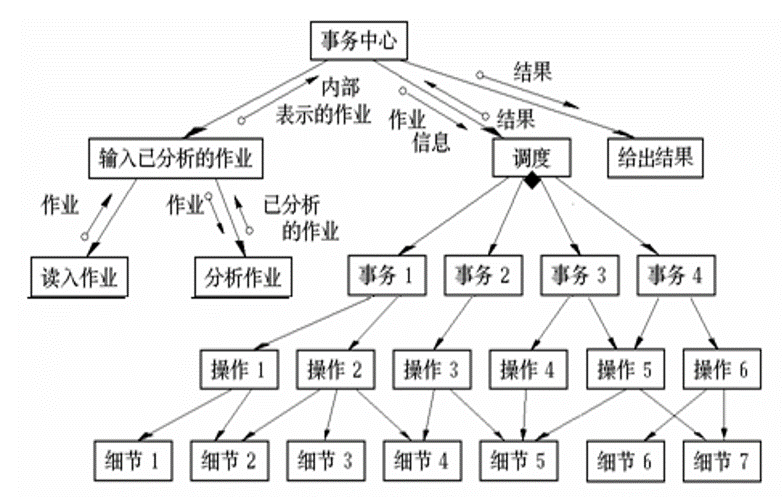 事务中心
结果
内部
表示的作业
作业
信息
结果
输入已分析的作业
调度
给出结果
作业
作业
已分析
的作业
读入作业
分析作业
事务 1
事务 2
事务 3
事务 4
操作 1
操作 2
操作 3
操作 4
操作 5
操作 6
细节 1
细节 2
细节 3
细节 4
细节 5
细节 6
细节 7